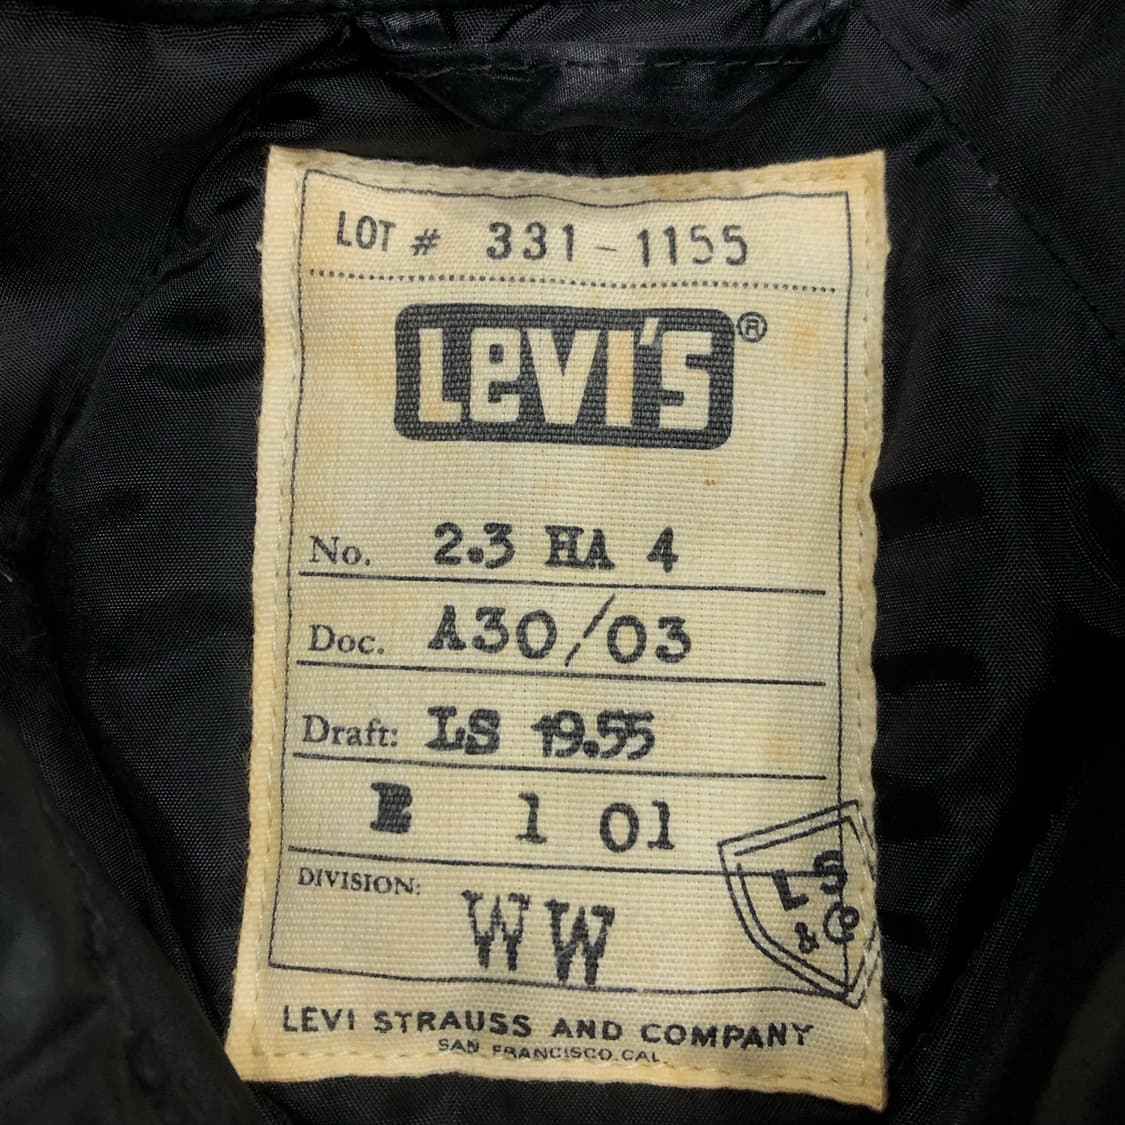 LOT # 331-1155
LEVI'S®
No. 2.3 HA 4
Doc. A30/03
Draft: LS 19.55
E 1 01
DIVISION: WW
LS
& Co
LEVI STRAUSS AND COMPANY
SAN FRANCISCO.CAL.